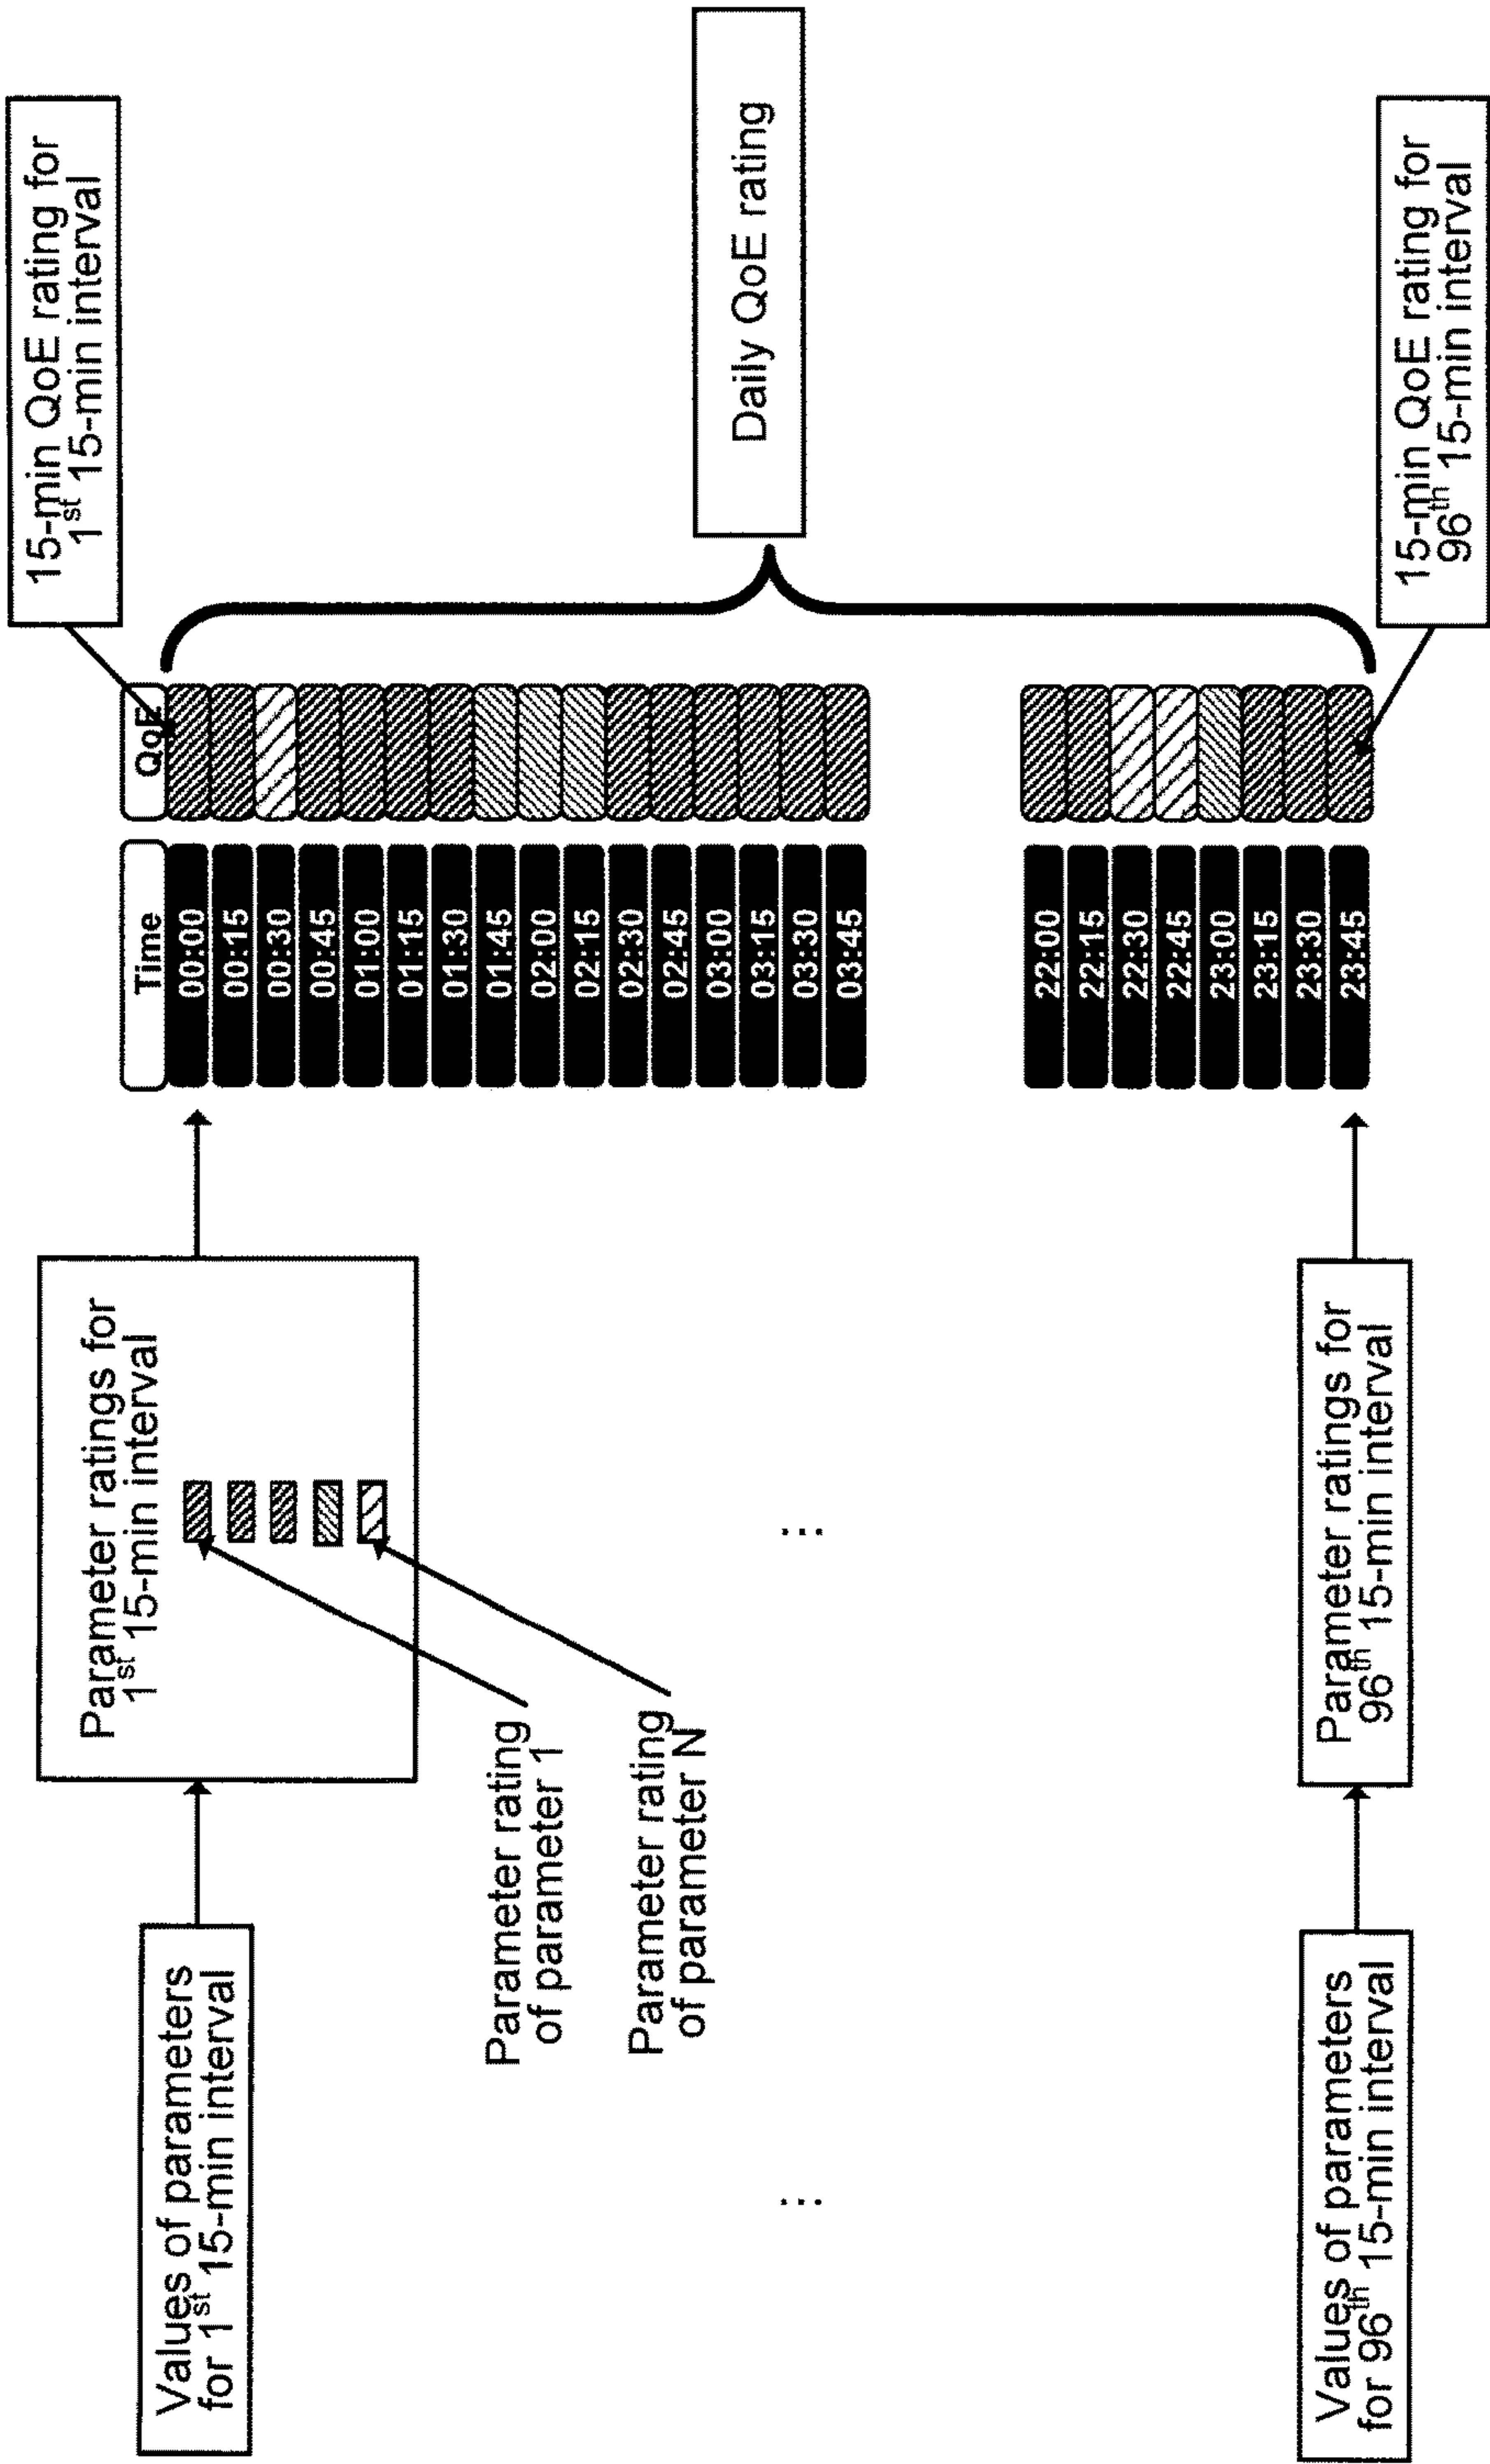 15-min QoE rating for
1st 15-min interval
Daily QoE rating
15-min QoE rating for
96th 15-min interval
Time
QoE
00:00
00:15
00:30
00:45
01:00
01:15
01:30
01:45
02:00
02:15
02:30
02:45
03:00
03:15
03:30
03:45
22:00
22:15
22:30
22:45
23:00
23:15
23:30
23:45
Parameter ratings for
1st 15-min interval
Parameter rating
of parameter 1
Parameter rating
of parameter N
...
Parameter ratings for
96th 15-min interval
Values of parameters
for 1st 15-min interval
...
Values of parameters
for 96th 15-min interval